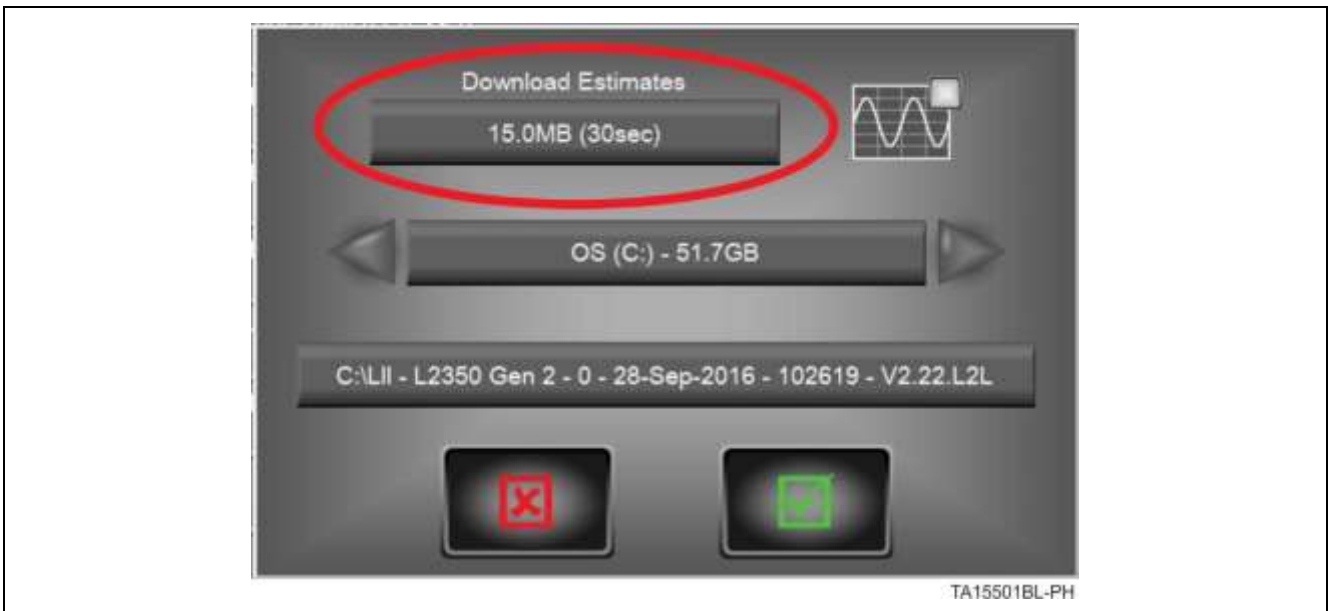 Download Estimates
15.0MB (30sec)
OS (C:) - 51.7GB
C:\LII - L2350 Gen 2 - 0 - 28-Sep-2016 - 102619 - V2.22.L2L
TA15501BL-PH